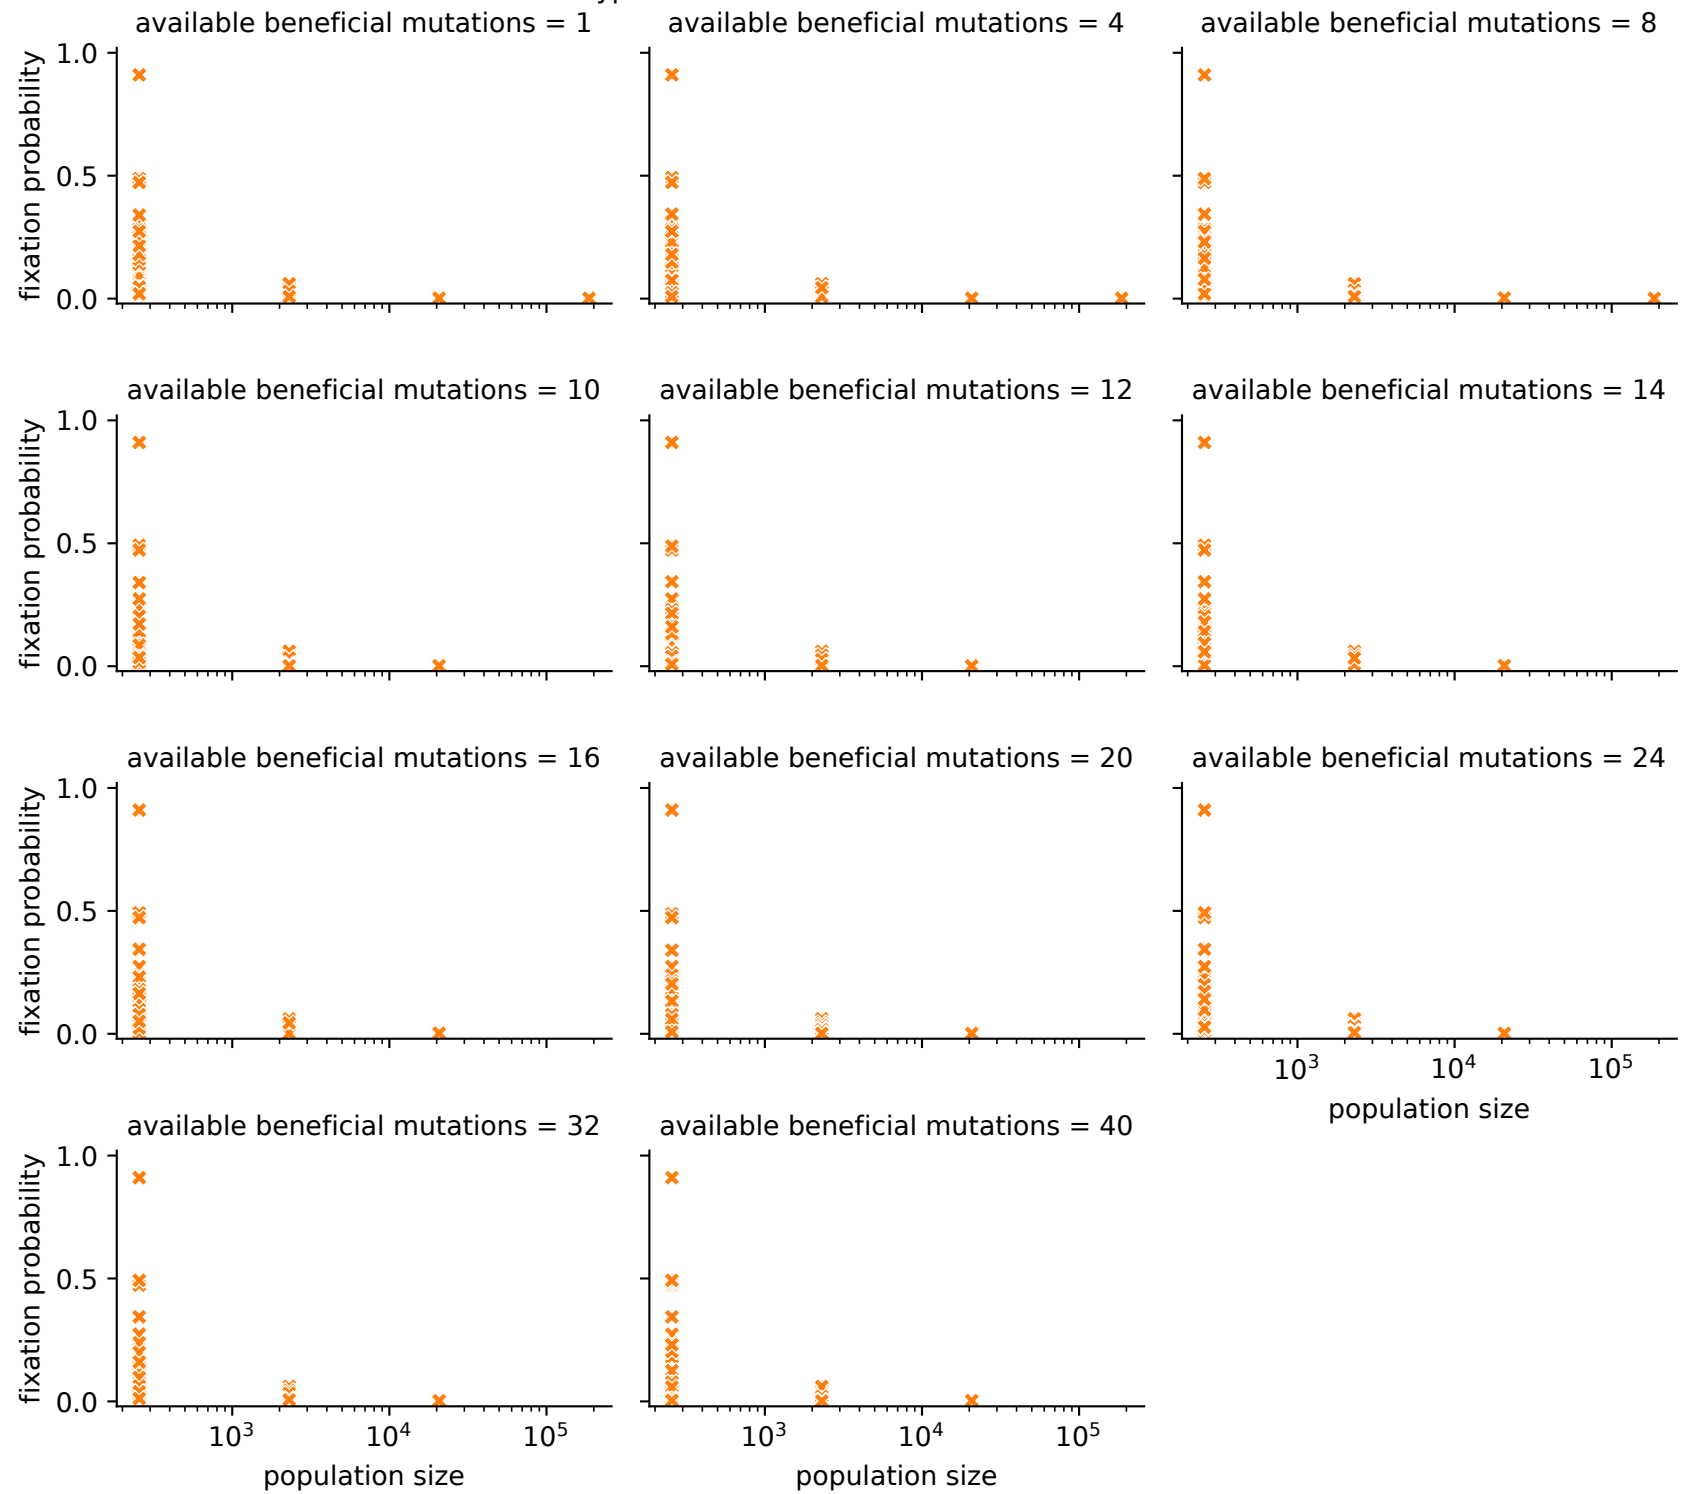 available beneficial mutations = 1
available beneficial mutations = 4
available beneficial mutations = 8
fixation probability
1.0
0.5
0.0
available beneficial mutations = 10
available beneficial mutations = 12
available beneficial mutations = 14
fixation probability
1.0
0.5
0.0
available beneficial mutations = 16
available beneficial mutations = 20
available beneficial mutations = 24
fixation probability
1.0
0.5
0.0
10³ 10⁴ 10⁵
population size
available beneficial mutations = 32
available beneficial mutations = 40
fixation probability
1.0
0.5
0.0
10³ 10⁴ 10⁵
10³ 10⁴ 10⁵
population size
population size